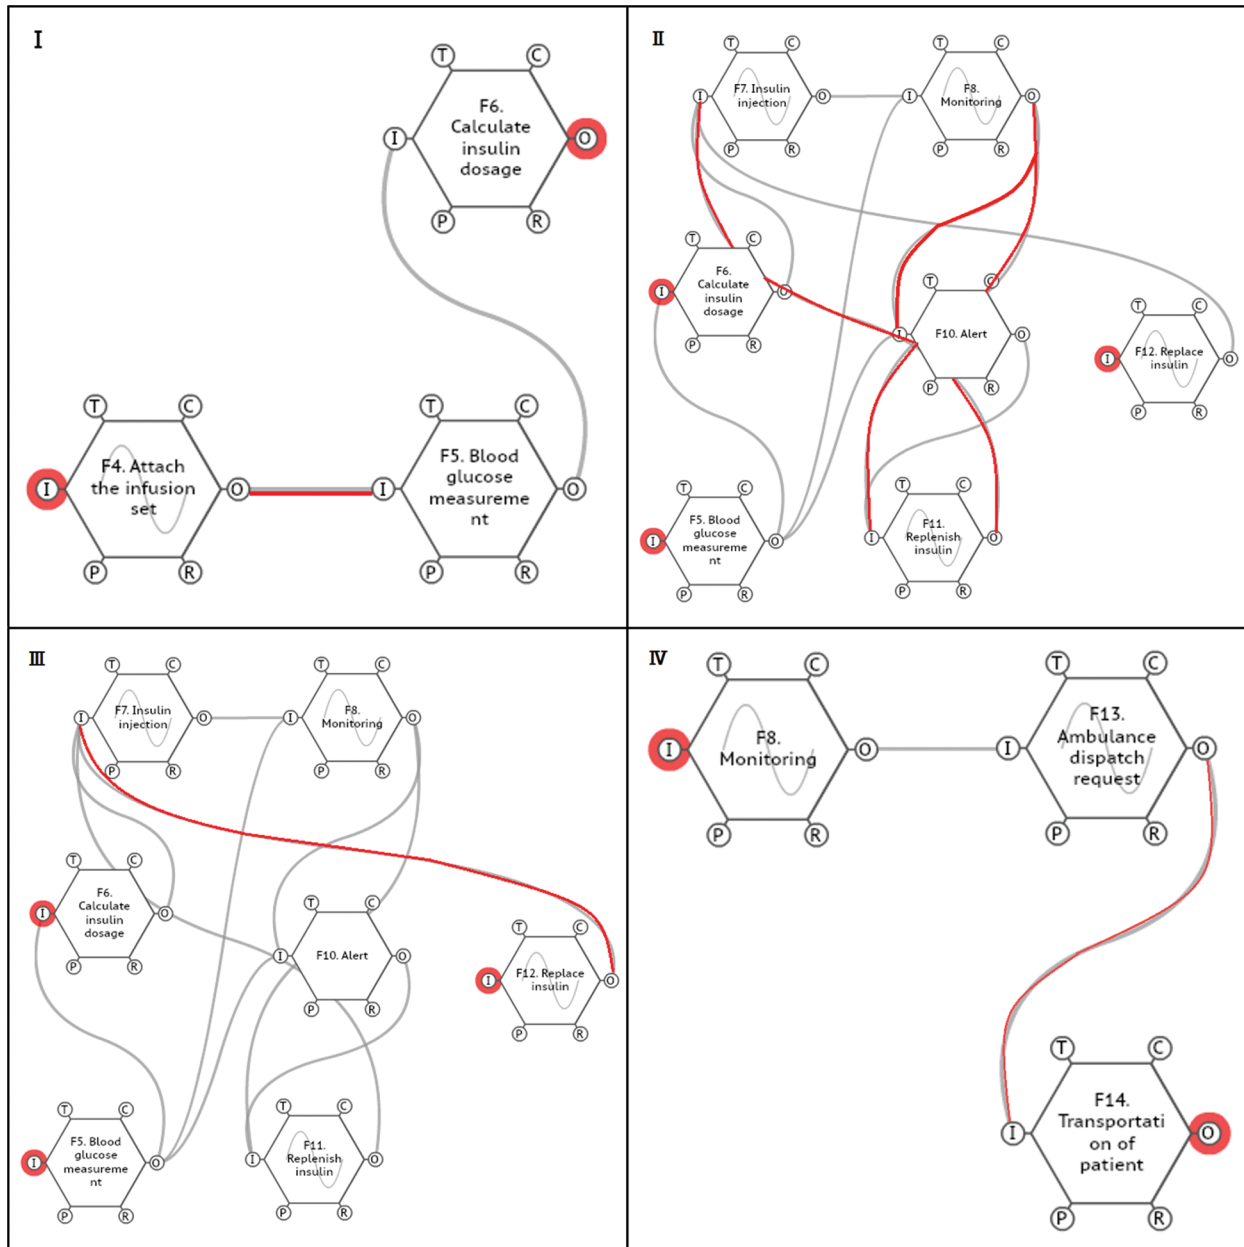 I
T
C
F6.
Calculate
insulin
dosage
I
O
P
R
T
C
F4. Attach
the infusion
set
I
O
P
R
T
C
F5. Blood
glucose
measureme
nt
I
O
P
R
II
T
C
F7. Insulin
injection
I
O
P
R
T
C
F8.
Monitoring
I
O
P
R
T
C
F6.
Calculate
insulin
dosage
I
O
P
R
T
C
F10. Alert
I
O
P
R
T
C
F12. Replace
insulin
I
O
P
R
T
C
F5. Blood
glucose
measureme
nt
I
O
P
R
T
C
F11.
Replenish
insulin
I
O
P
R
III
T
C
F7. Insulin
injection
I
O
P
R
T
C
F8.
Monitoring
I
O
P
R
T
C
F6.
Calculate
insulin
dosage
I
O
P
R
T
C
F10. Alert
I
O
P
R
T
C
F12. Replace
insulin
I
O
P
R
T
C
F5. Blood
glucose
measureme
nt
I
O
P
R
T
C
F11.
Replenish
insulin
I
O
P
R
IV
T
C
F8.
Monitoring
I
O
P
R
T
C
F13.
Ambulance
dispatch
request
I
O
P
R
T
C
F14.
Transportati
on of
patient
I
O
P
R